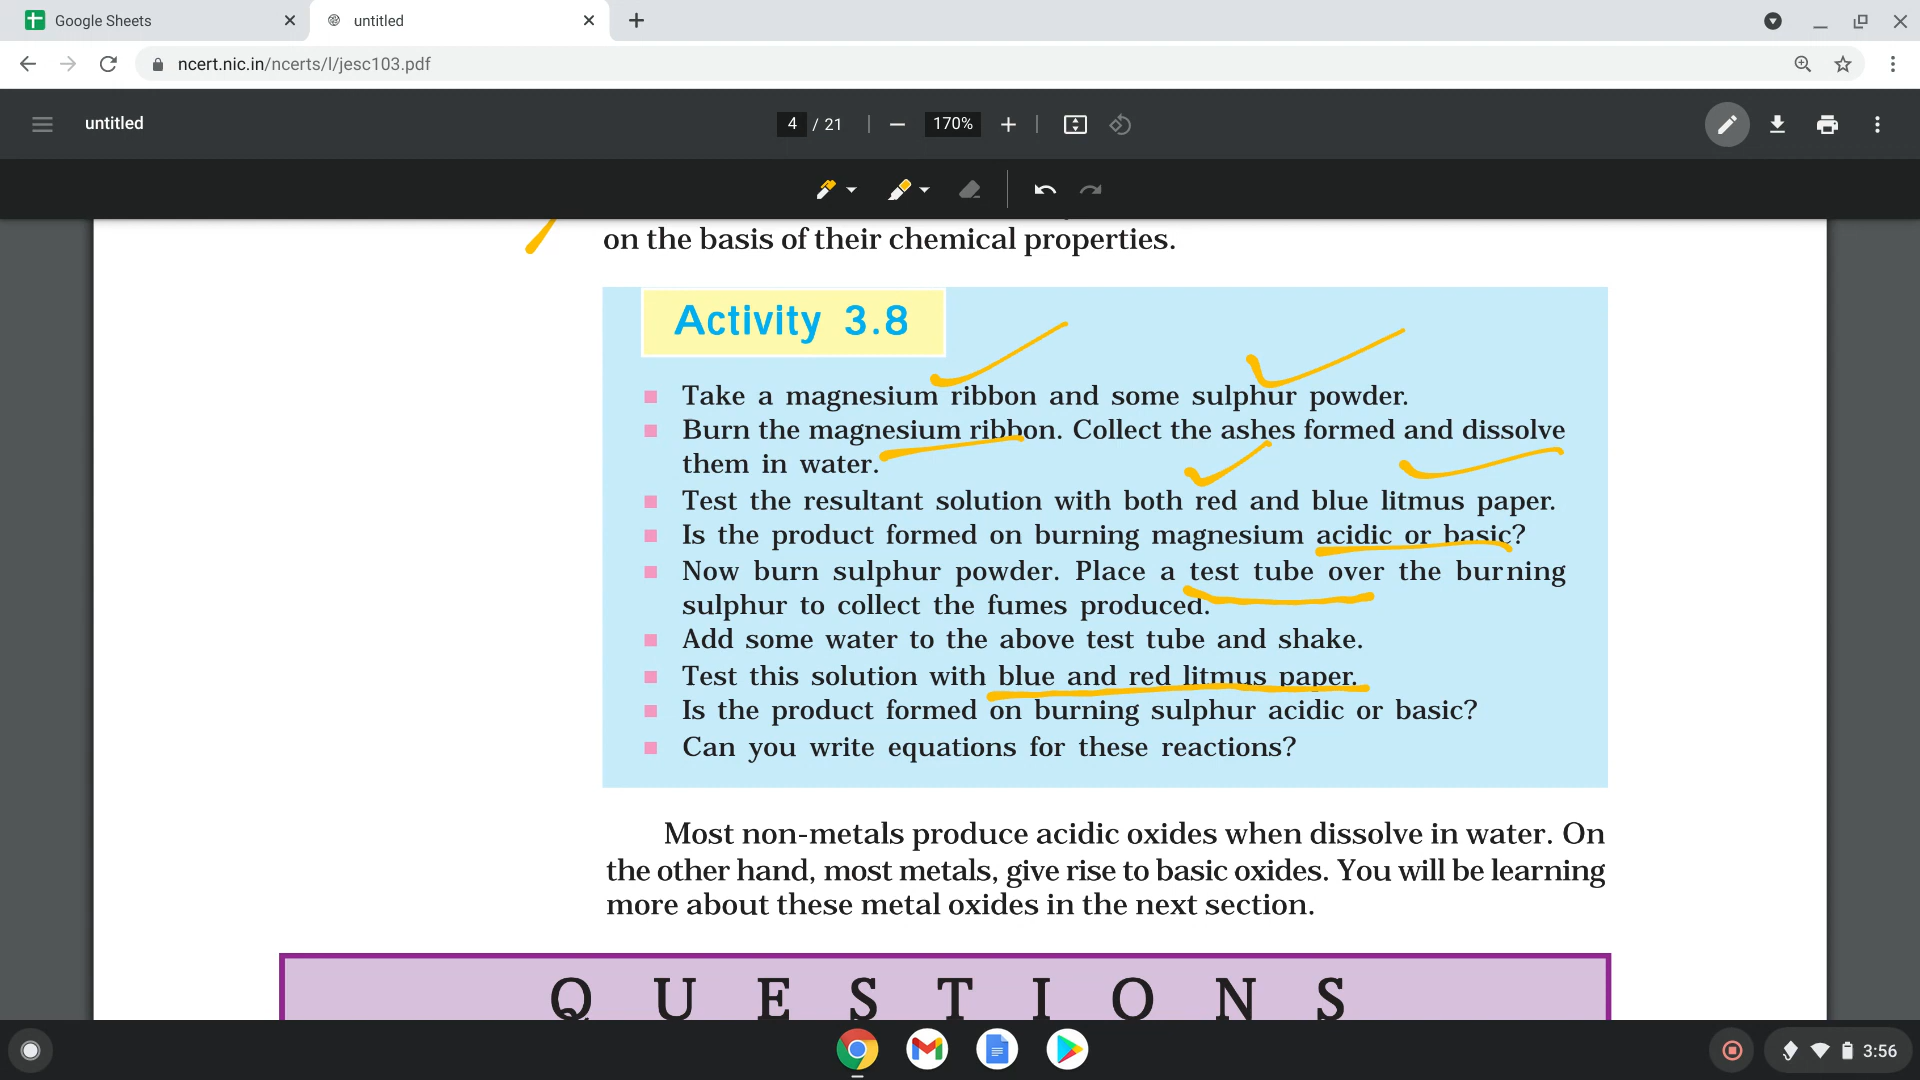 Google Sheets
untitled
ncert.nic.in/ncerts/l/jesc103.pdf
untitled
4 / 21
170%
on the basis of their chemical properties.
Activity 3.8
Take a magnesium ribbon and some sulphur powder.
Burn the magnesium ribbon. Collect the ashes formed and dissolve
them in water.
Test the resultant solution with both red and blue litmus paper.
Is the product formed on burning magnesium acidic or basic?
Now burn sulphur powder. Place a test tube over the burning
sulphur to collect the fumes produced.
Add some water to the above test tube and shake.
Test this solution with blue and red litmus paper.
Is the product formed on burning sulphur acidic or basic?
Can you write equations for these reactions?
Most non-metals produce acidic oxides when dissolve in water. On
the other hand, most metals, give rise to basic oxides. You will be learning
more about these metal oxides in the next section.
QUESTIONS
3:56